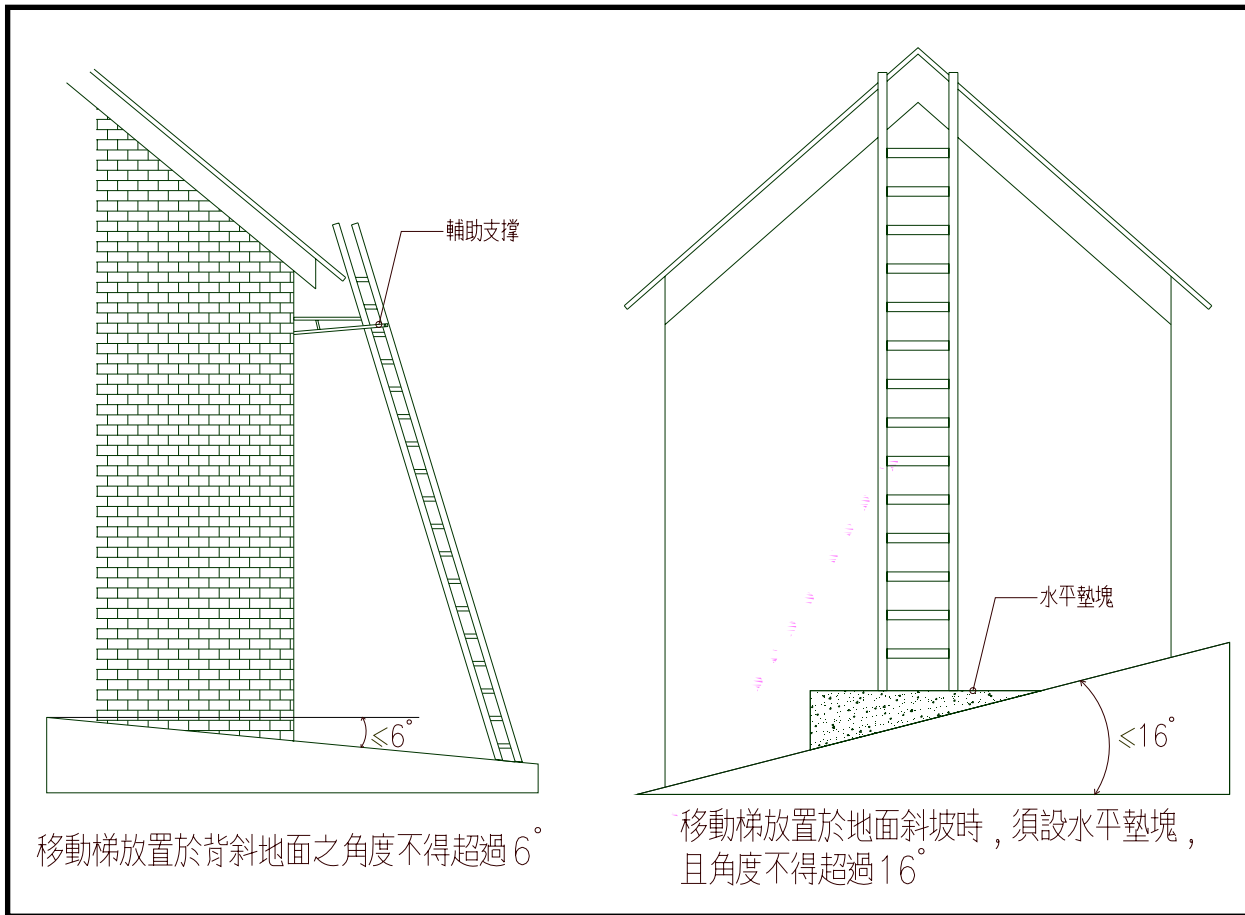 輔助支撐
≤6°
移動梯放置於背斜地面之角度不得超過6°
水平墊塊
≤16°
移動梯放置於地面斜坡時，須設水平墊塊，
且角度不得超過16°